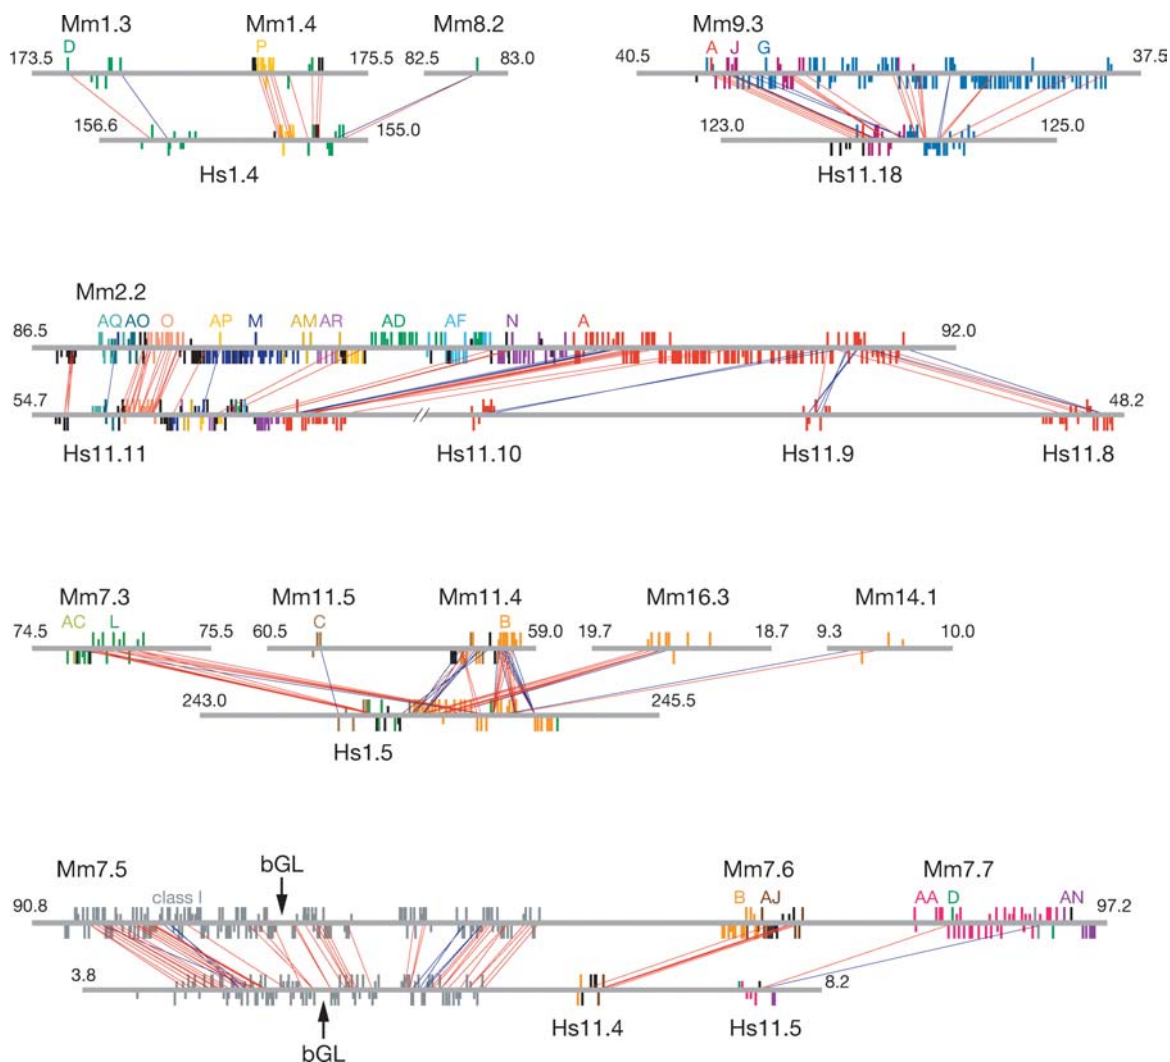 Mm1.3 Mm1.4 Mm8.2 Mm9.3
D P A J G
173.5 175.5 82.5 83.0 40.5 37.5
156.6 155.0 123.0 125.0
Hs1.4 Hs11.18
Mm2.2
AQ AO O AP M AM AR AD AF N A
86.5 92.0
54.7 // 48.2
Hs11.11 Hs11.10 Hs11.9 Hs11.8
Mm7.3 Mm11.5 Mm11.4 Mm16.3 Mm14.1
AC L C B
74.5 75.5 60.5 59.0 19.7 18.7 9.3 10.0
243.0 245.5
Hs1.5
Mm7.5 bGL Mm7.6 Mm7.7
class I B AJ AA D AN
90.8 97.2
3.8 8.2
Hs11.4 Hs11.5
bGL